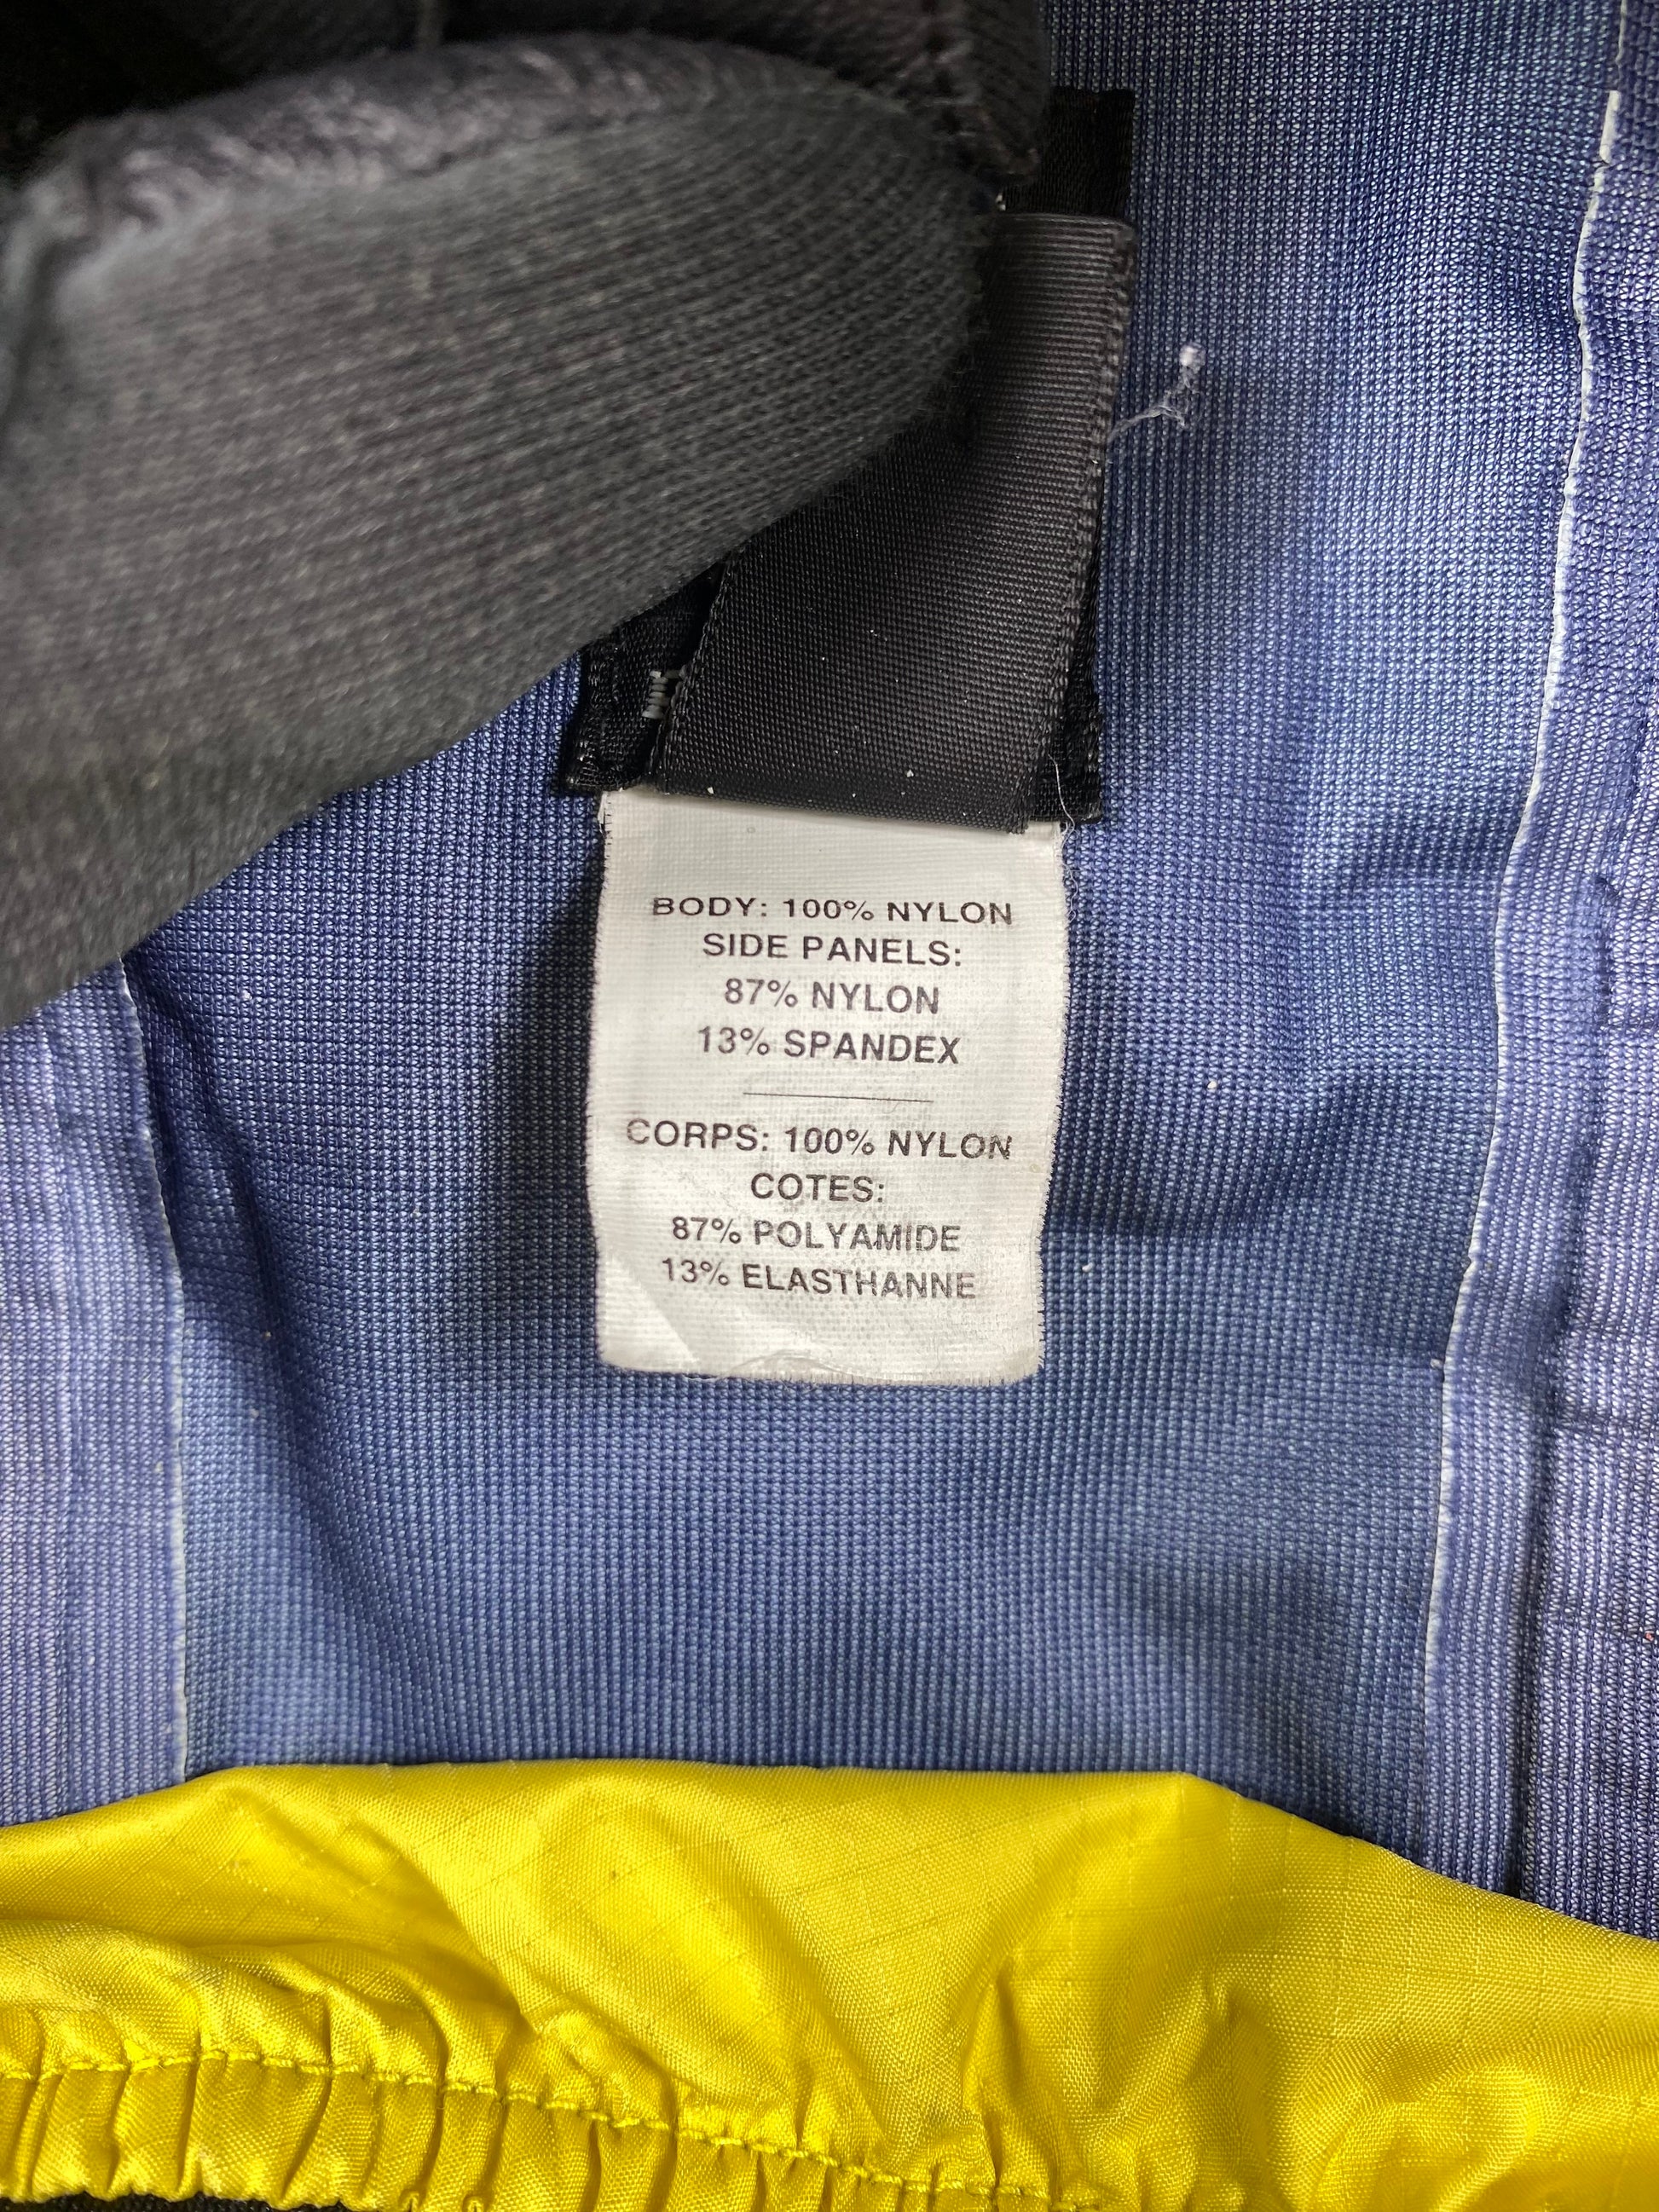 BODY: 100% NYLON
SIDE PANELS:
87% NYLON
13% SPANDEX
CORPS: 100% NYLON
COTES:
87% POLYAMIDE
13% ELASTHANNE